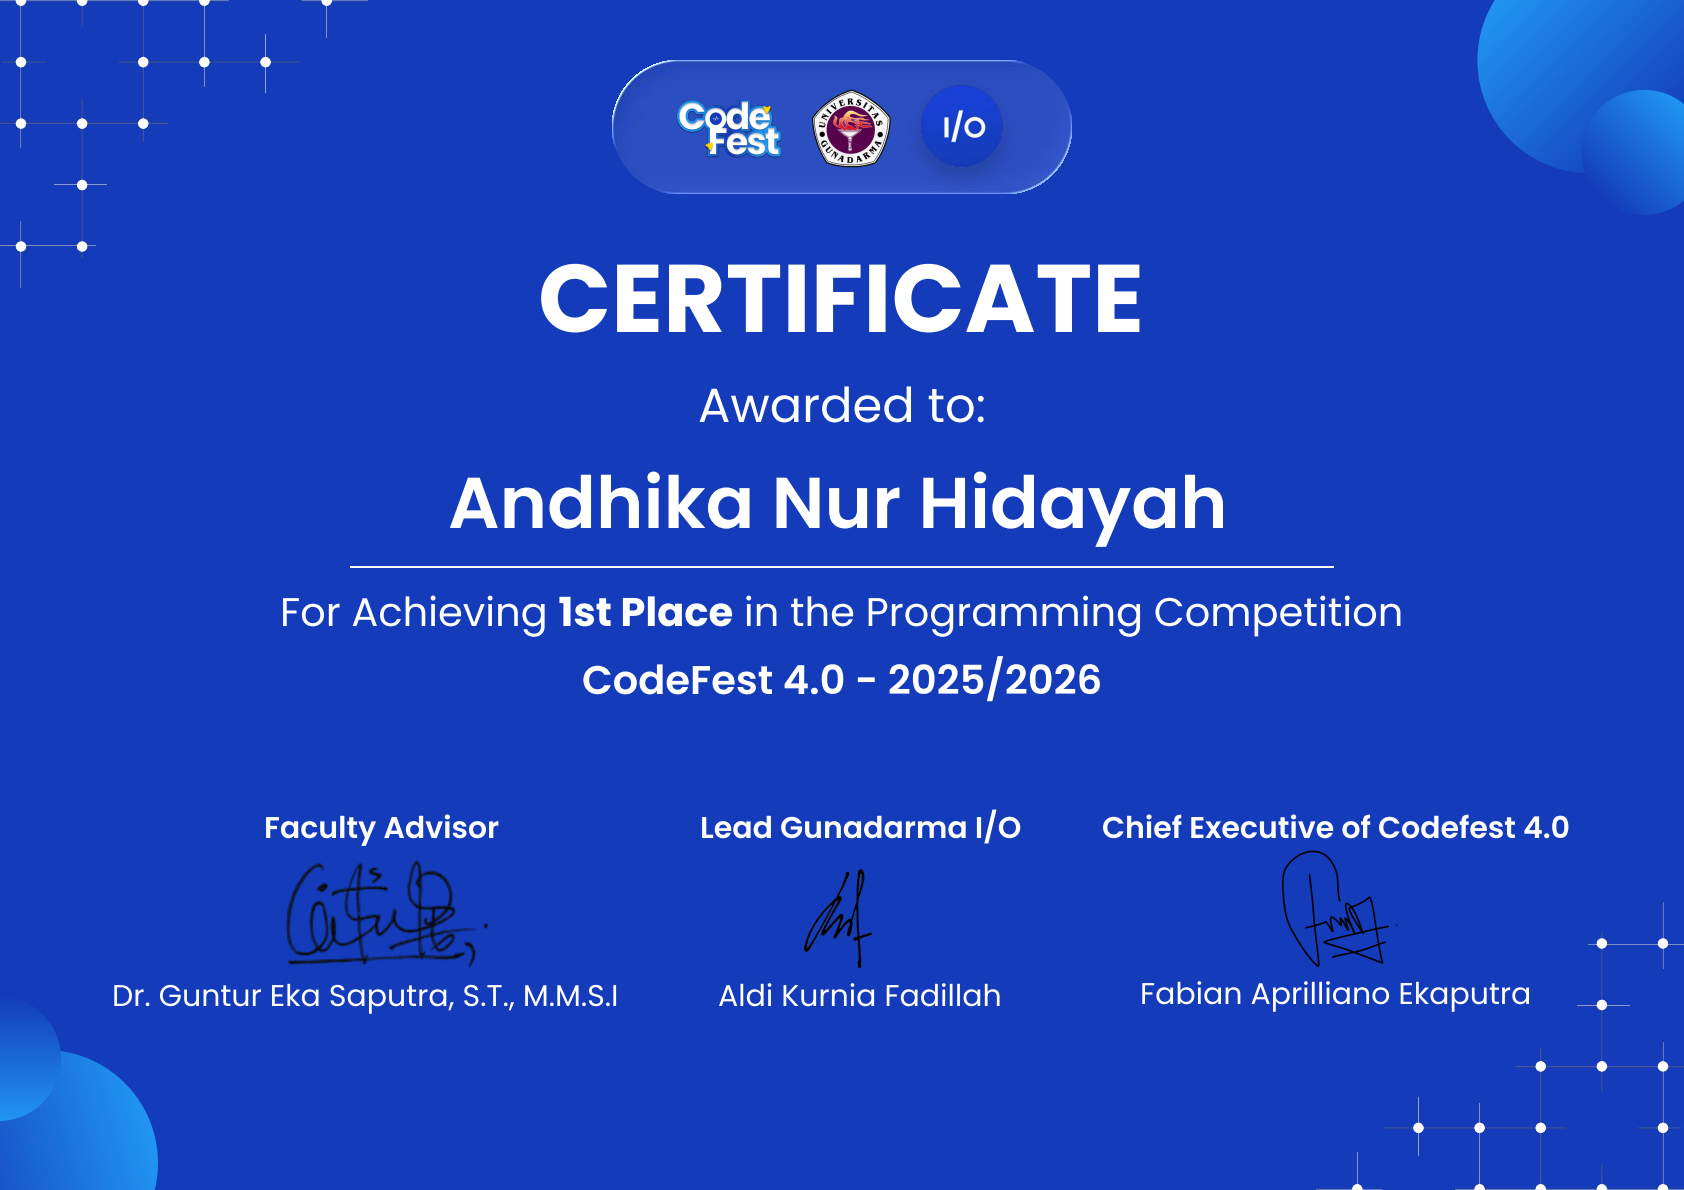 Code
Fest
UNIVERSITAS
GUNADARMA
I/O
CERTIFICATE
Awarded to:
Andhika Nur Hidayah
For Achieving 1st Place in the Programming Competition
CodeFest 4.0 - 2025/2026
Faculty Advisor
Lead Gunadarma I/O
Chief Executive of Codefest 4.0
Dr. Guntur Eka Saputra, S.T., M.M.S.I
Aldi Kurnia Fadillah
Fabian Aprilliano Ekaputra